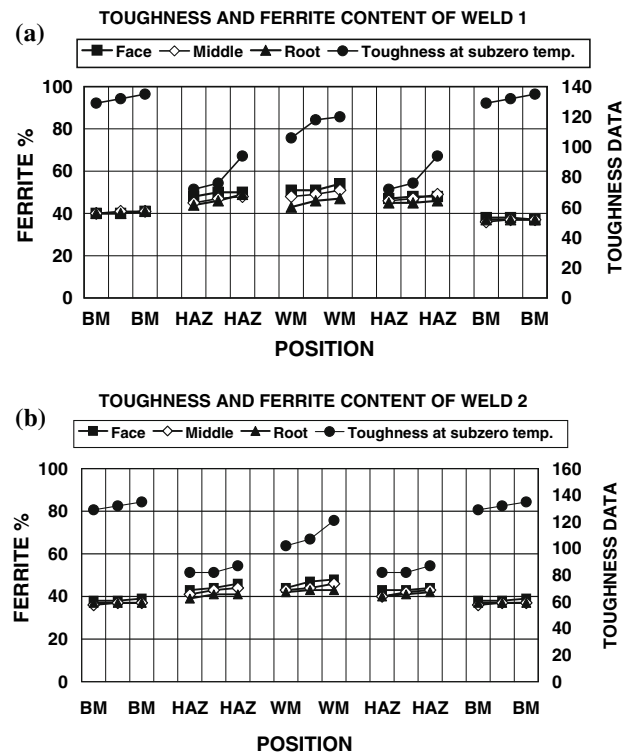 TOUGHNESS AND FERRITE CONTENT OF WELD 1
(a)
Face Middle Root Toughness at subzero temp.
100 140
120
80
100
60 80
40 60
40
20
20
0 0
FERRITE %
TOUGHNESS DATA
BM BM HAZ HAZ WM WM HAZ HAZ BM BM
POSITION
TOUGHNESS AND FERRITE CONTENT OF WELD 2
(b)
Face Middle Root Toughness at subzero temp.
100 160
140
80
120
60 100
80
40
60
20 40
20
0 0
FERRITE %
TOUGHNESS DATA
BM BM HAZ HAZ WM WM HAZ HAZ BM BM
POSITION